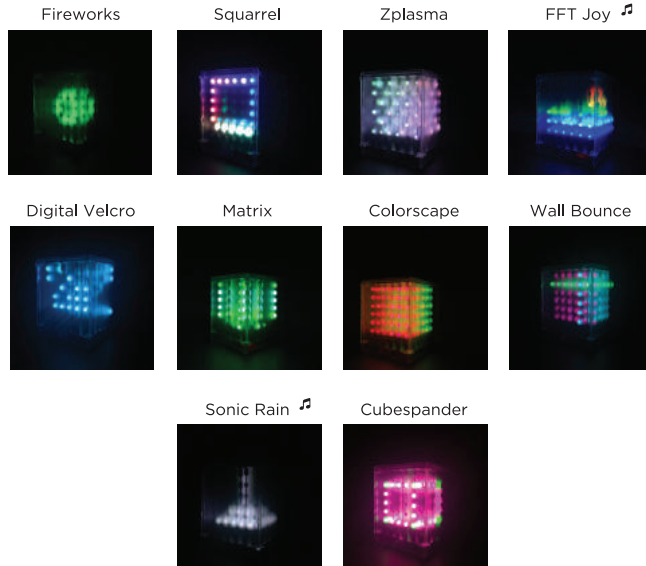 Fireworks
Squarrel
Zplasma
FFT Joy ♫
Digital Velcro
Matrix
Colorscape
Wall Bounce
Sonic Rain ♫
Cubespander